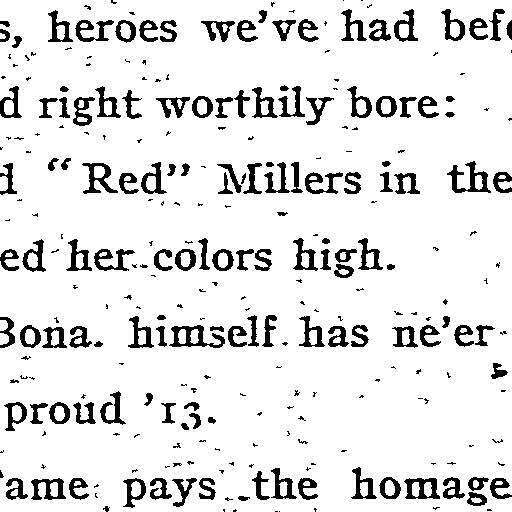 s, heroes we've had bef
d right worthily bore:
d "Red" Millers in the
ed her colors high.
Bona. himself has ne'er
proud '13.
ame pays the homage